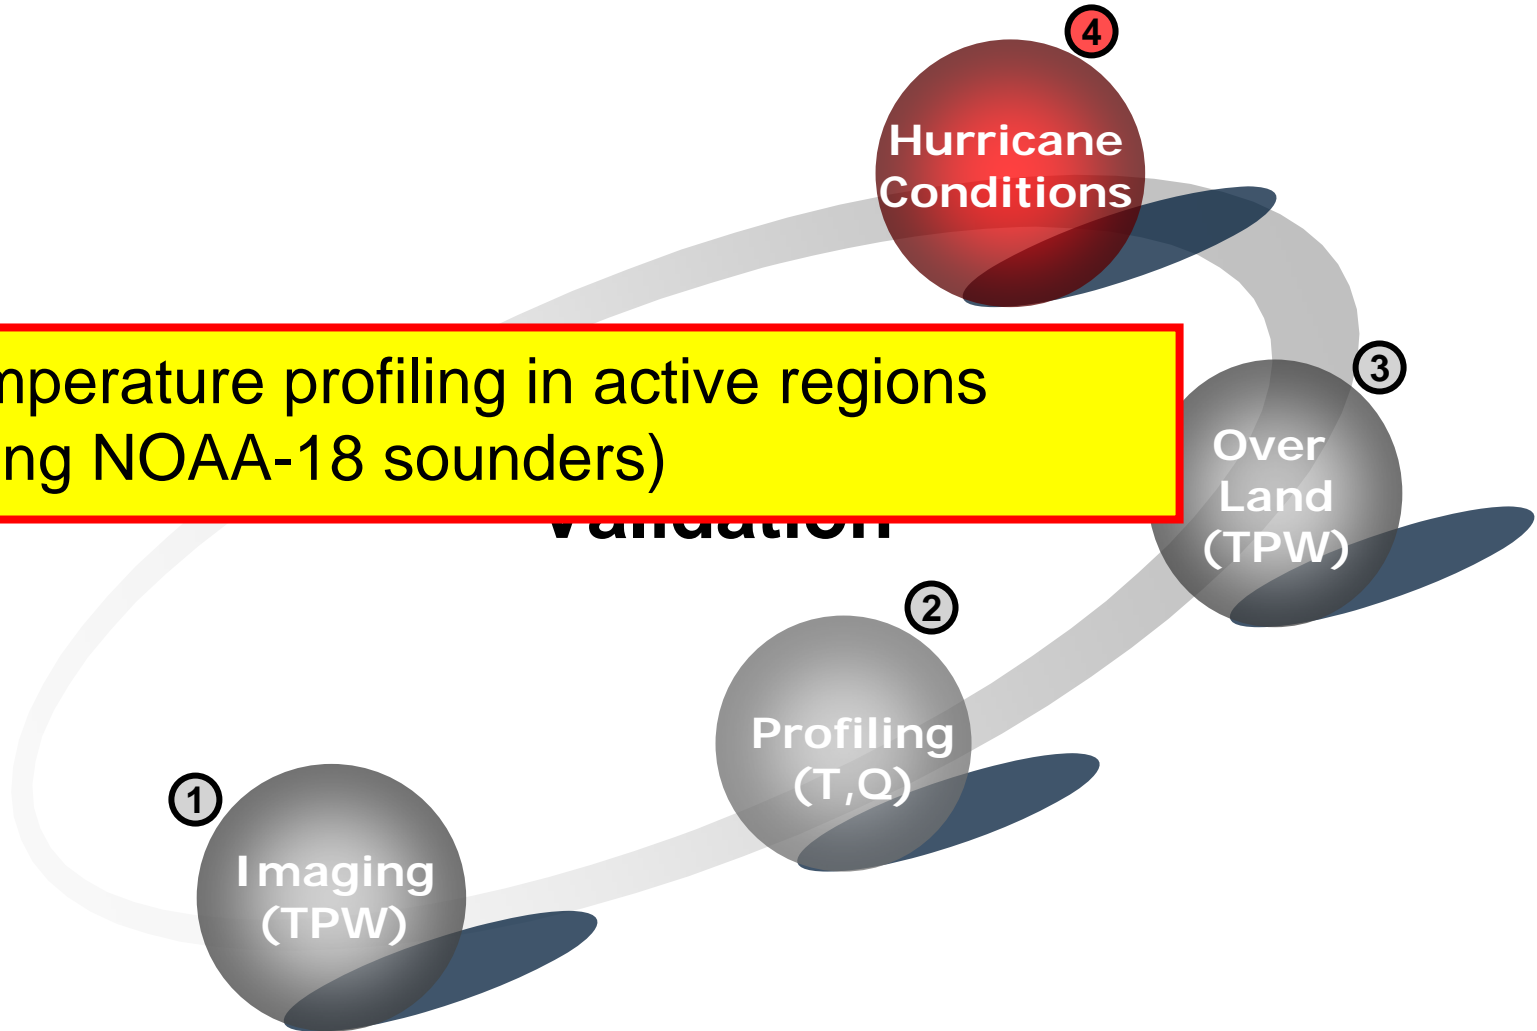 4
Hurricane
Conditions
mperature profiling in active regions
ng NOAA-18 sounders)
3
Over
Land
(TPW)
Validation
2
Profiling
(T,Q)
1
Imaging
(TPW)